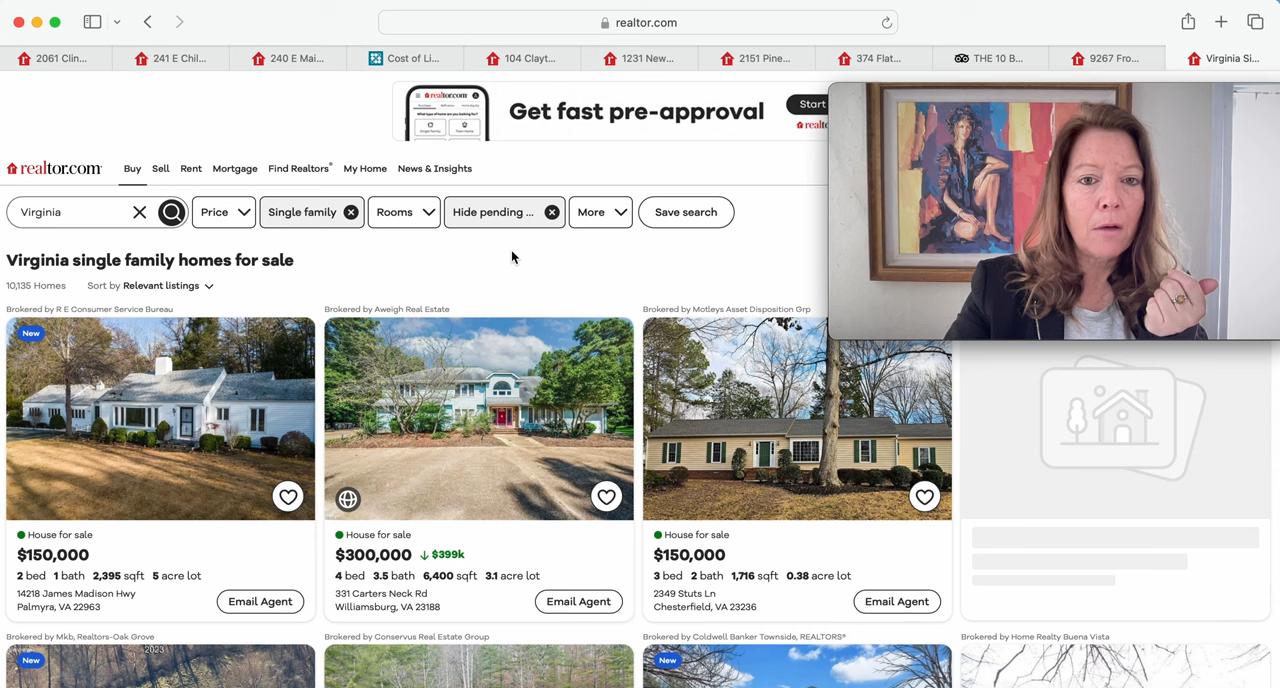 realtor.com
2061 Clin...
241 E Chil...
240 E Mai...
Cost of Li...
104 Clayt...
1231 New...
2151 Pine...
374 Flat...
THE 10 B...
9267 Fro...
Virginia Si...
Get fast pre-approval
Start
realtor.com
Buy Sell Rent Mortgage Find Realtors® My Home News & Insights
Virginia
Price
Single family
Rooms
Hide pending ...
More
Save search
Virginia single family homes for sale
10,135 Homes Sort by Relevant listings
Brokered by R E Consumer Service Bureau
New
House for sale
$150,000
2 bed 1 bath 2,395 sqft 5 acre lot
14218 James Madison Hwy
Palmyra, VA 22963
Email Agent
Brokered by Aweigh Real Estate
House for sale
$300,000 ↓ $399k
4 bed 3.5 bath 6,400 sqft 3.1 acre lot
331 Carters Neck Rd
Williamsburg, VA 23188
Email Agent
Brokered by Motleys Asset Disposition Grp
House for sale
$150,000
3 bed 2 bath 1,716 sqft 0.38 acre lot
2349 Stuts Ln
Chesterfield, VA 23236
Email Agent
Brokered by Mkb, Realtors-Oak Grove
New
2023
Brokered by Conservus Real Estate Group
Brokered by Coldwell Banker Townside, REALTORS®
New
Brokered by Home Realty Buena Vista